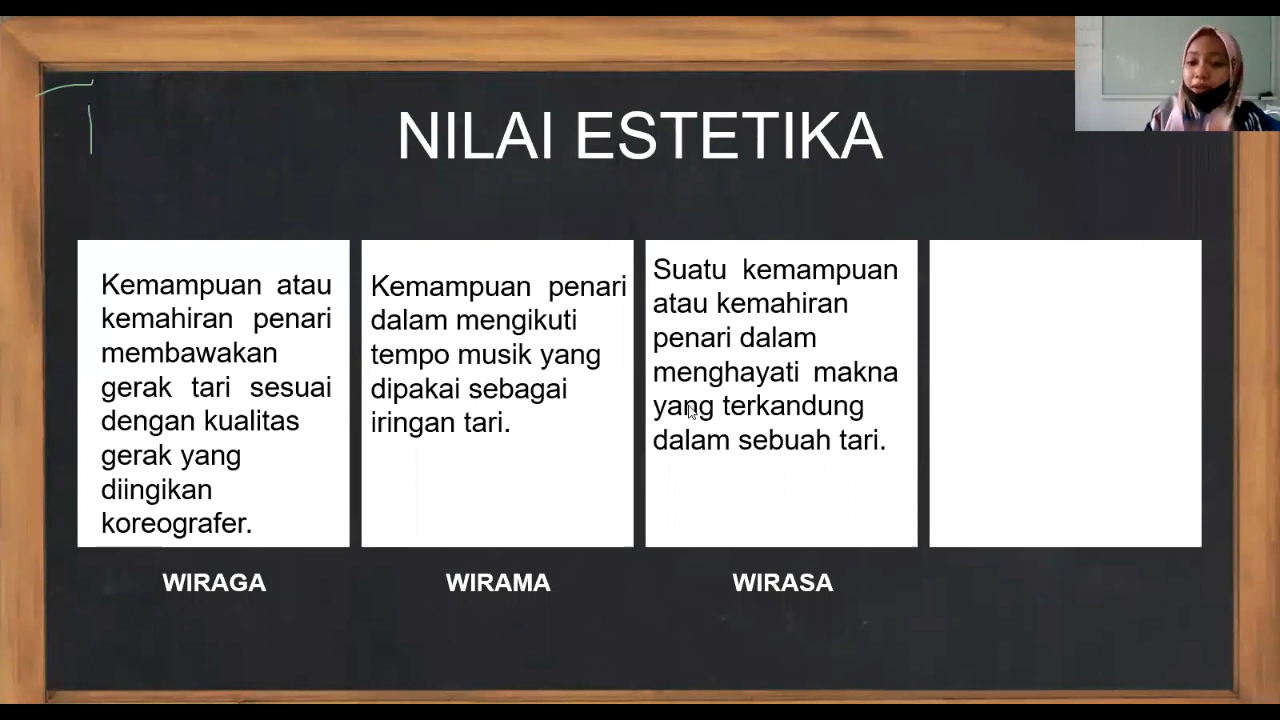 NILAI ESTETIKA
Kemampuan atau
kemahiran penari
membawakan
gerak tari sesuai
dengan kualitas
gerak yang
diingikan
koreografer.
WIRAGA
Kemampuan penari
dalam mengikuti
tempo musik yang
dipakai sebagai
iringan tari.
WIRAMA
Suatu kemampuan
atau kemahiran
penari dalam
menghayati makna
yang terkandung
dalam sebuah tari.
WIRASA